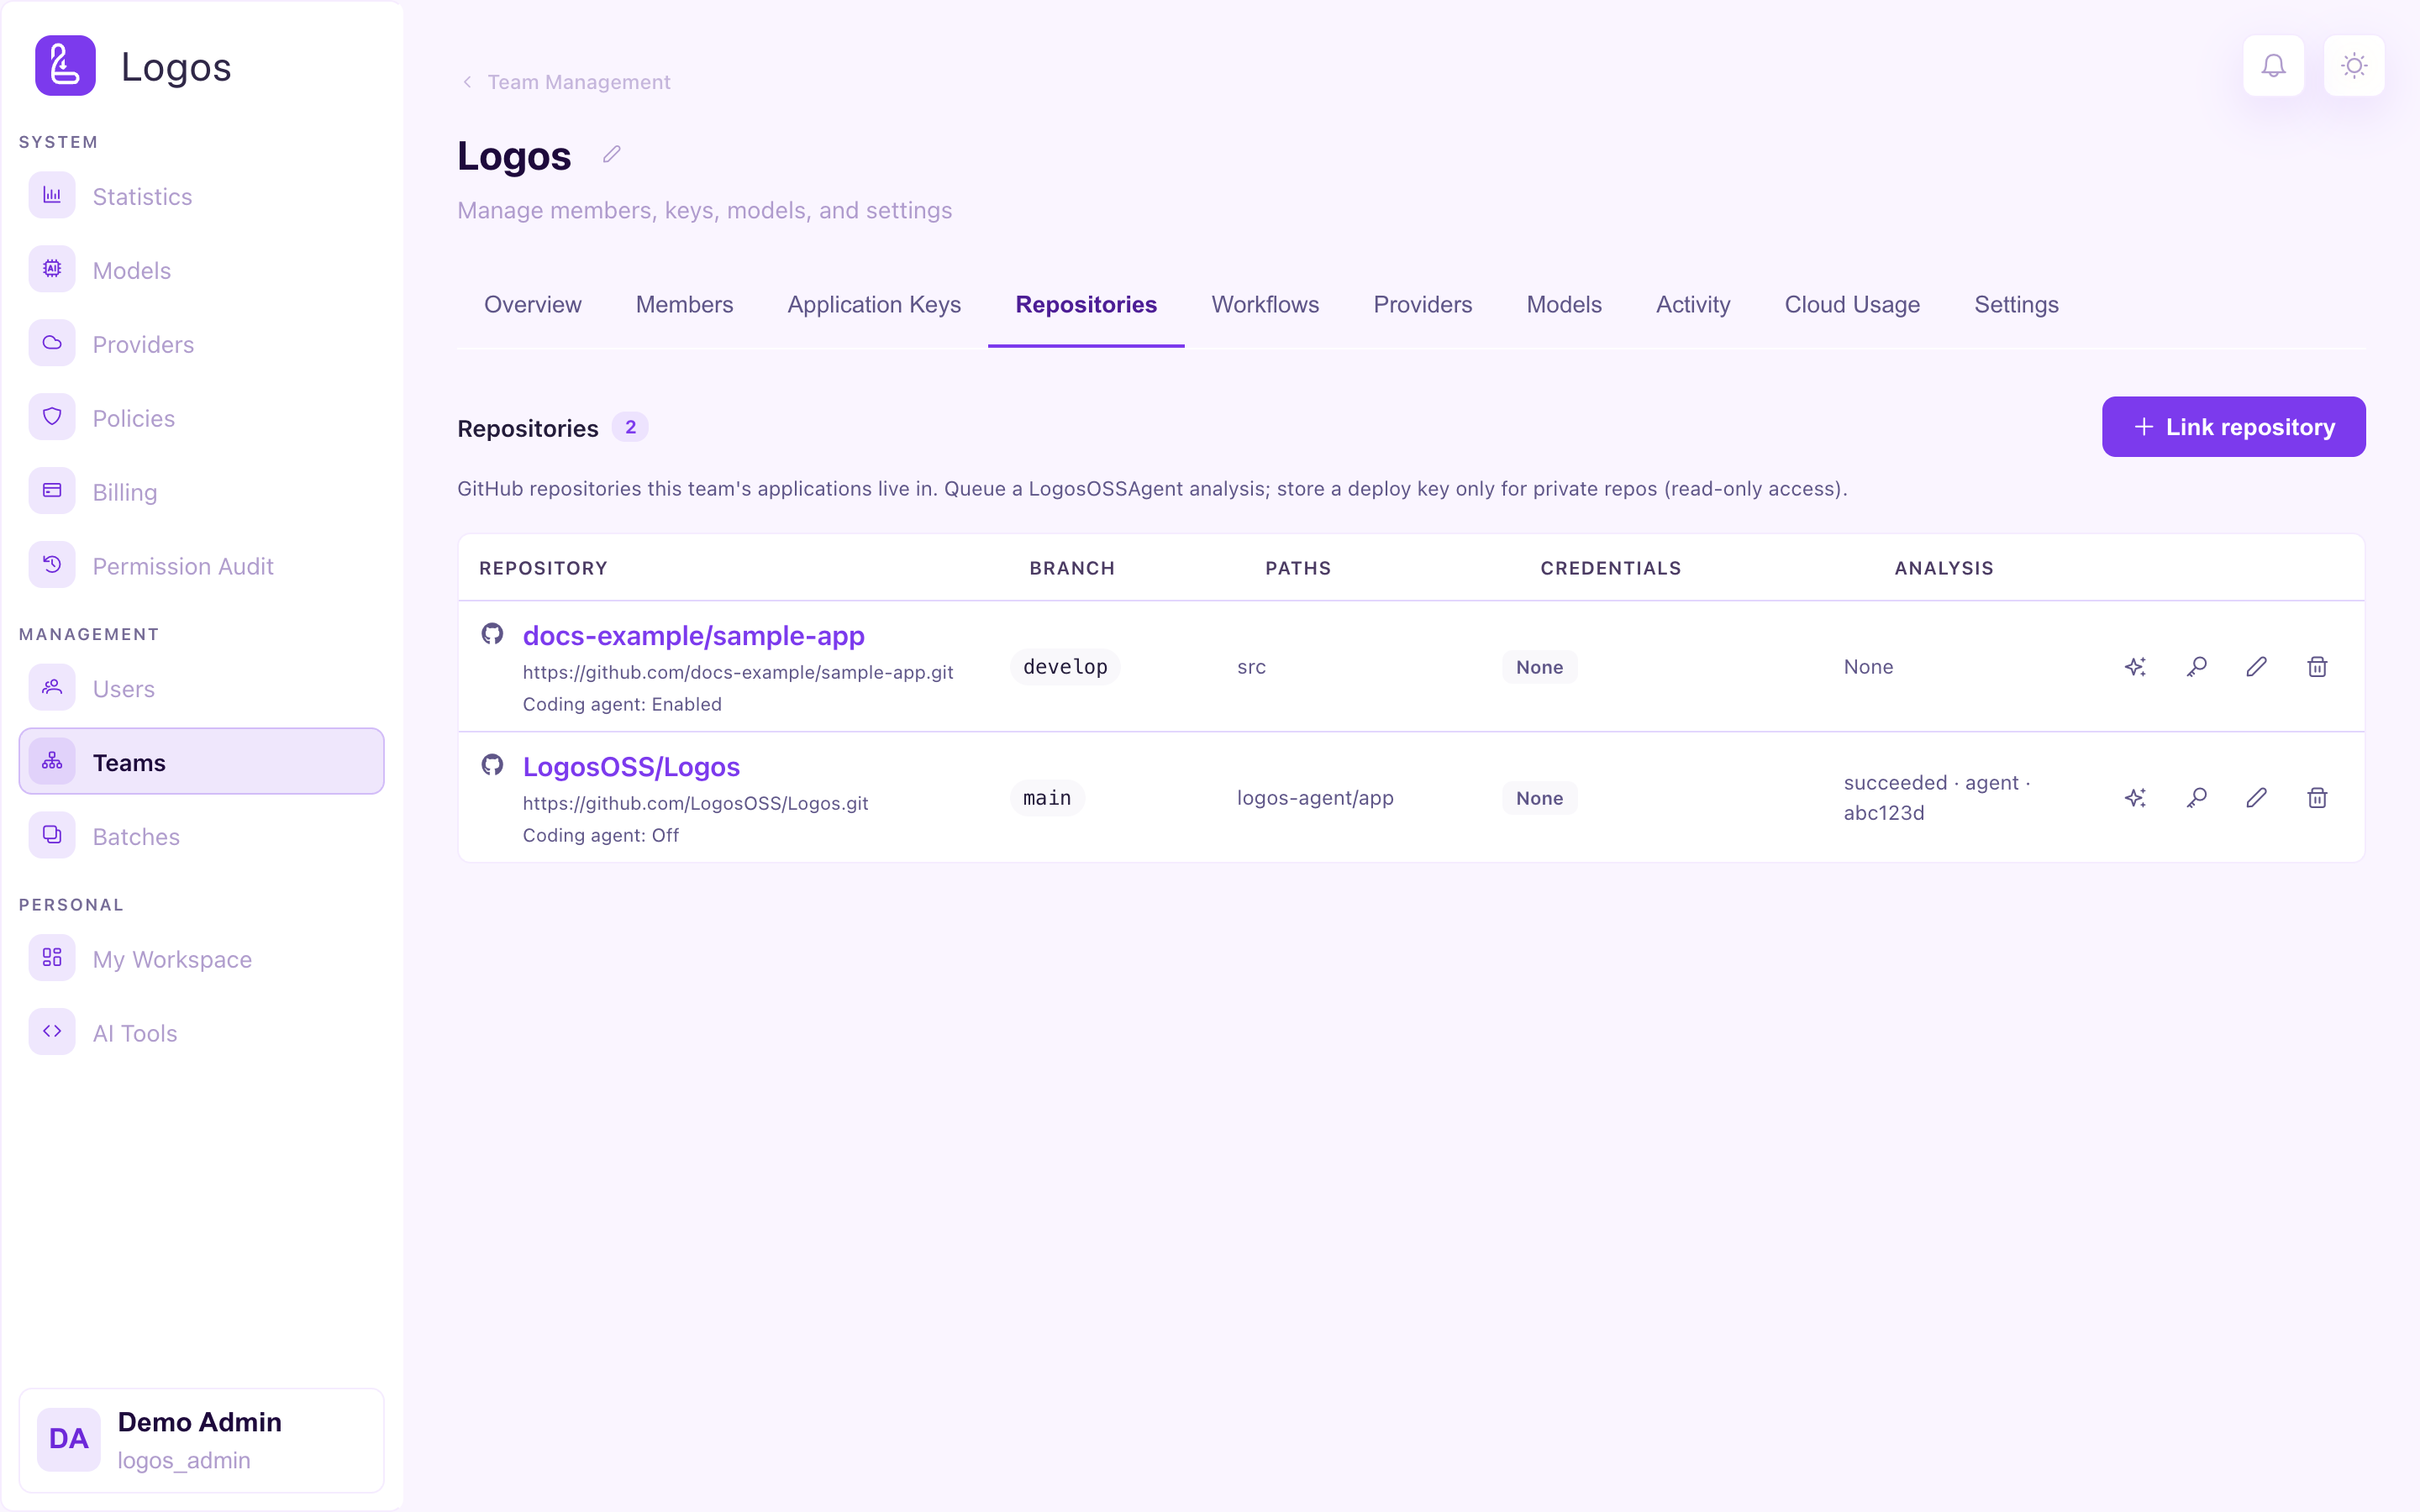 Logos
SYSTEM
Statistics
Models
Providers
Policies
Billing
Permission Audit
MANAGEMENT
Users
Teams
Batches
PERSONAL
My Workspace
AI Tools
DA
Demo Admin
logos_admin
Team Management
Logos
Manage members, keys, models, and settings
Overview
Members
Application Keys
Repositories
Workflows
Providers
Models
Activity
Cloud Usage
Settings
Repositories 2
Link repository
GitHub repositories this team's applications live in. Queue a LogosOSSAgent analysis; store a deploy key only for private repos (read-only access).
REPOSITORY BRANCH PATHS CREDENTIALS ANALYSIS
docs-example/sample-app
https://github.com/docs-example/sample-app.git
Coding agent: Enabled
develop
src
None
None
LogosOSS/Logos
https://github.com/LogosOSS/Logos.git
Coding agent: Off
main
logos-agent/app
None
succeeded · agent ·
abc123d